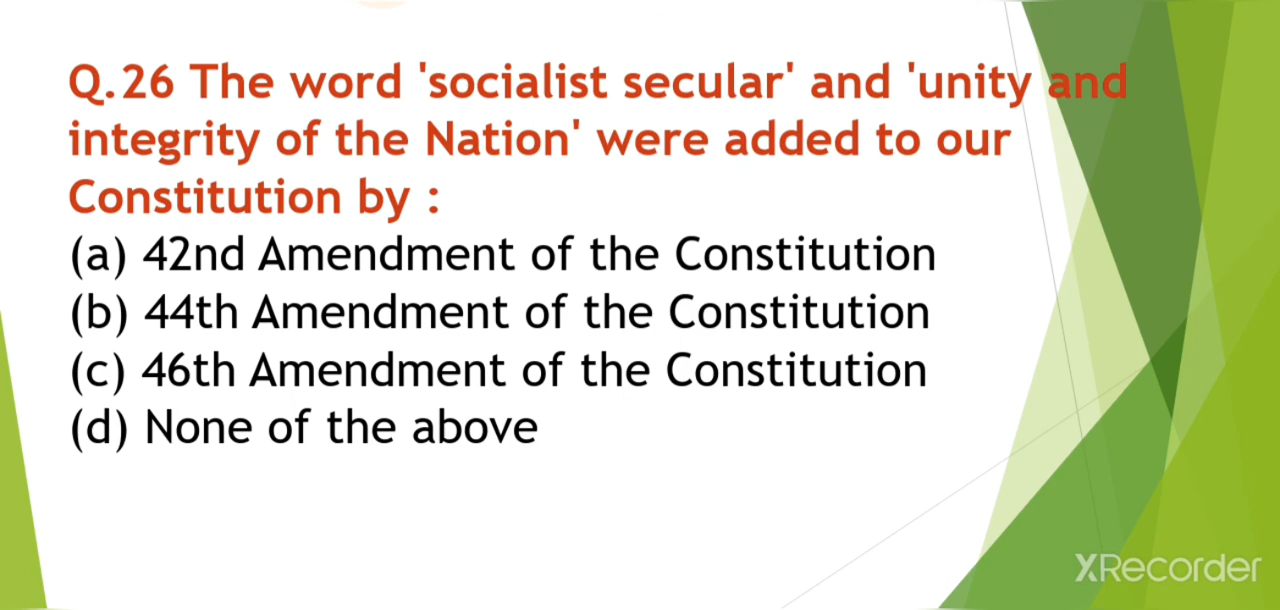 Q.26 The word 'socialist secular' and 'unity and
integrity of the Nation' were added to our
Constitution by :
(a) 42nd Amendment of the Constitution
(b) 44th Amendment of the Constitution
(c) 46th Amendment of the Constitution
(d) None of the above
XRecorder